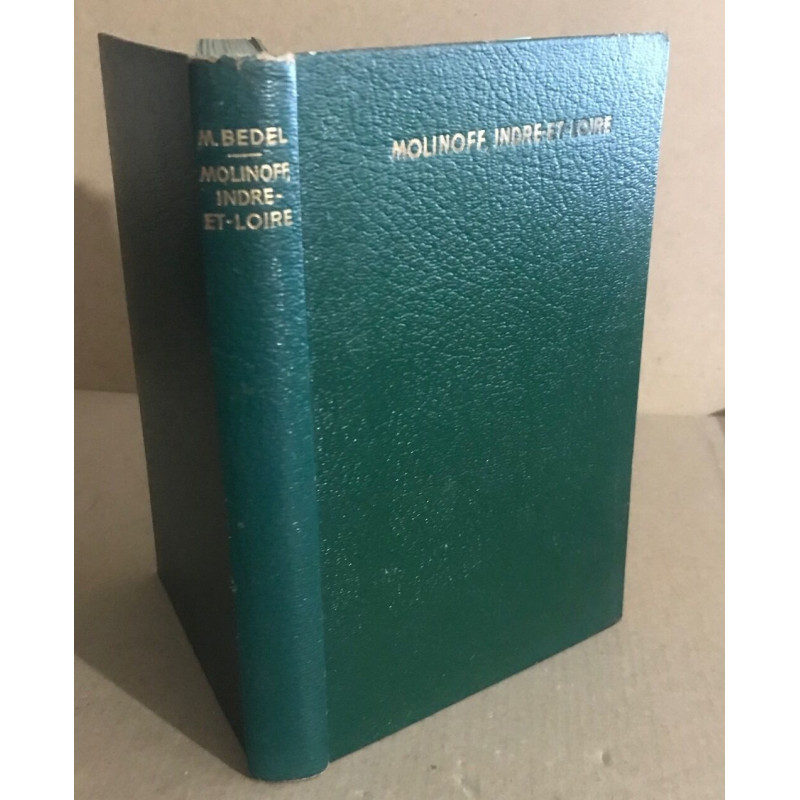 M. BEDEL
MOLINOFF,
INDRE-
ET-LOIRE
MOLINOFF, INDRE-ET-LOIRE